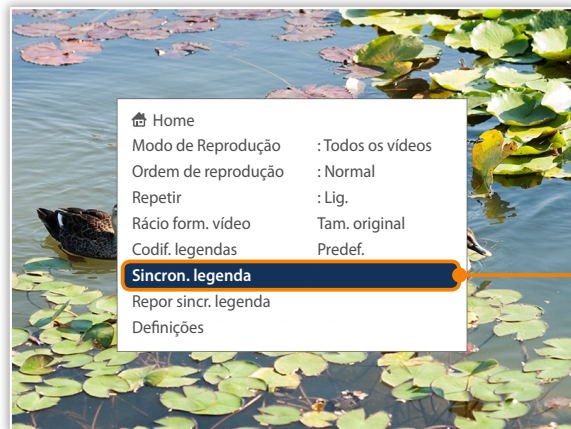 Home
Modo de Reprodução : Todos os vídeos
Ordem de reprodução : Normal
Repetir : Lig.
Rácio form. vídeo Tam. original
Codif. legendas Predef.
Sincron. legenda
Repor sincr. legenda
Definições